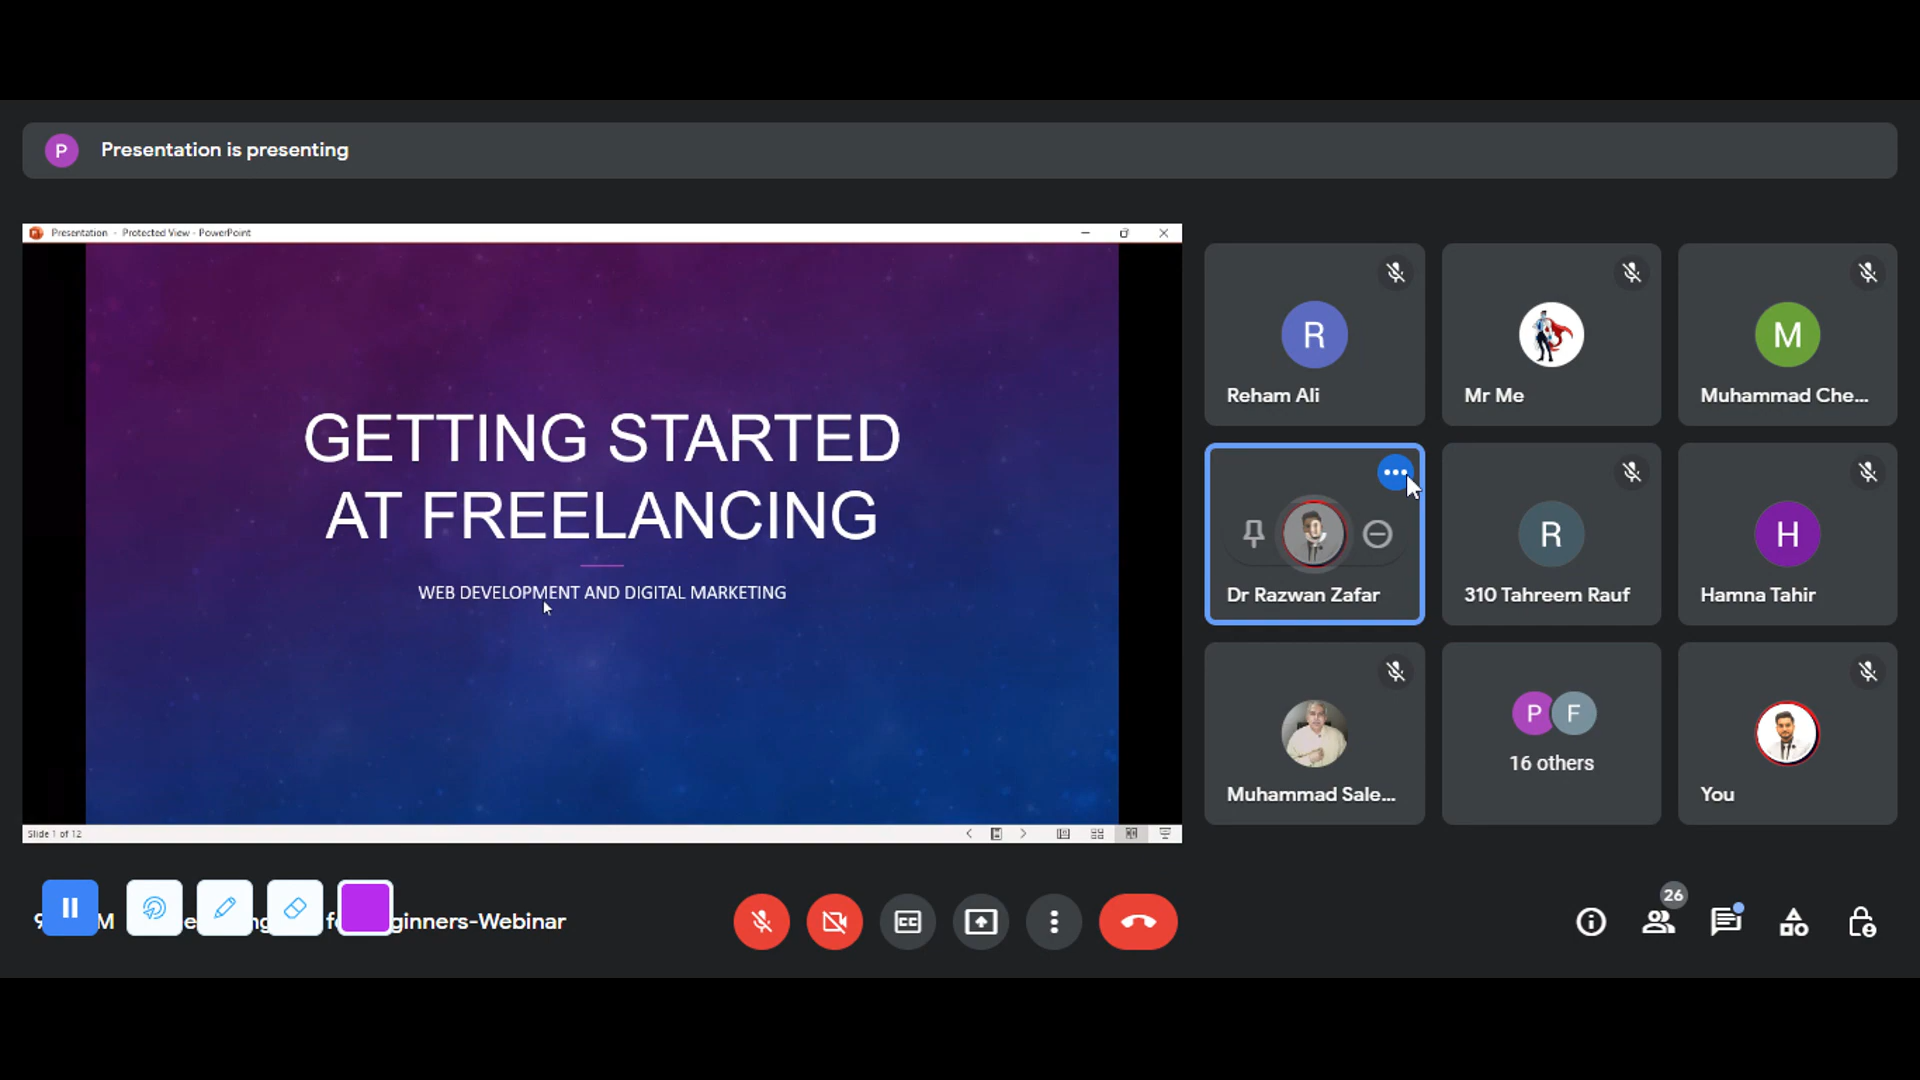 P Presentation is presenting
Presentation - Protected View - PowerPoint
GETTING STARTED
AT FREELANCING
WEB DEVELOPMENT AND DIGITAL MARKETING
Slide 1 of 12
R
Reham Ali
Mr Me
M
Muhammad Che...
Dr Razwan Zafar
R
310 Tahreem Rauf
H
Hamna Tahir
Muhammad Sale...
P F
16 others
You
ginners-Webinar
CC
26